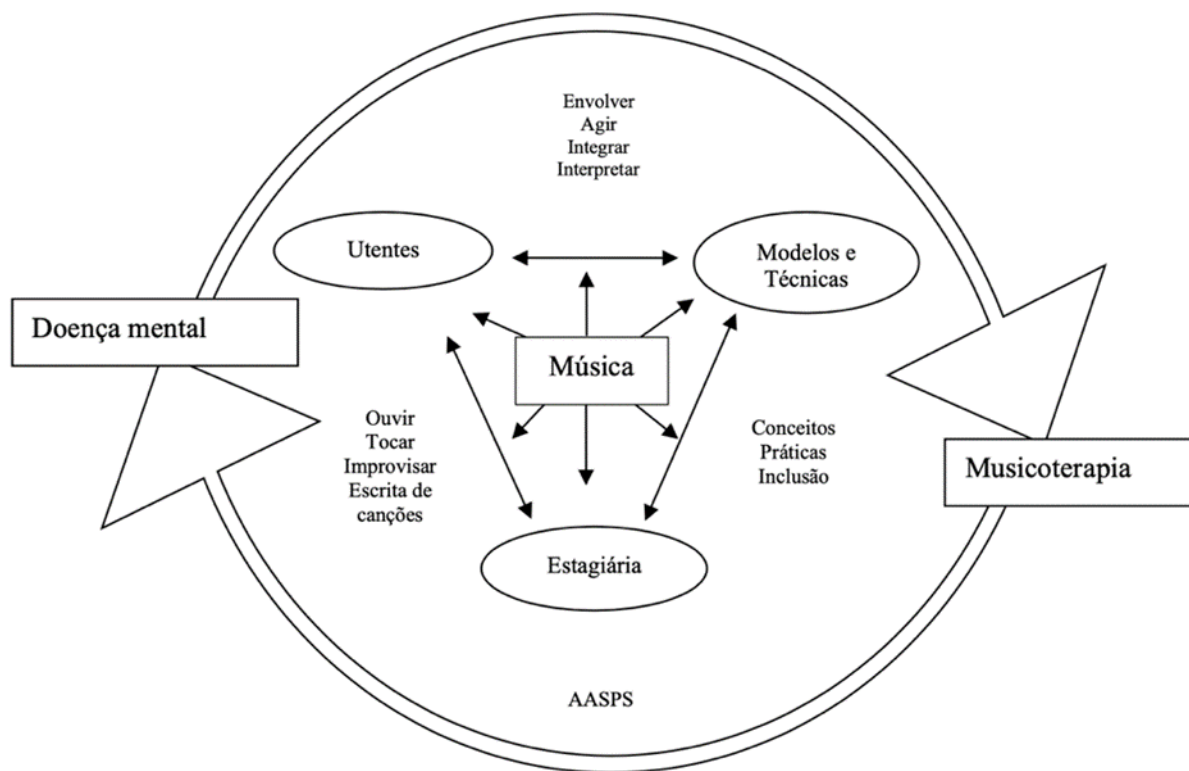 Envolver
Agir
Integrar
Interpretar
Utentes
Modelos e
Técnicas
Doença mental
Música
Ouvir
Tocar
Improvisar
Escrita de
canções
Conceitos
Práticas
Inclusão
Musicoterapia
Estagiária
AASPS